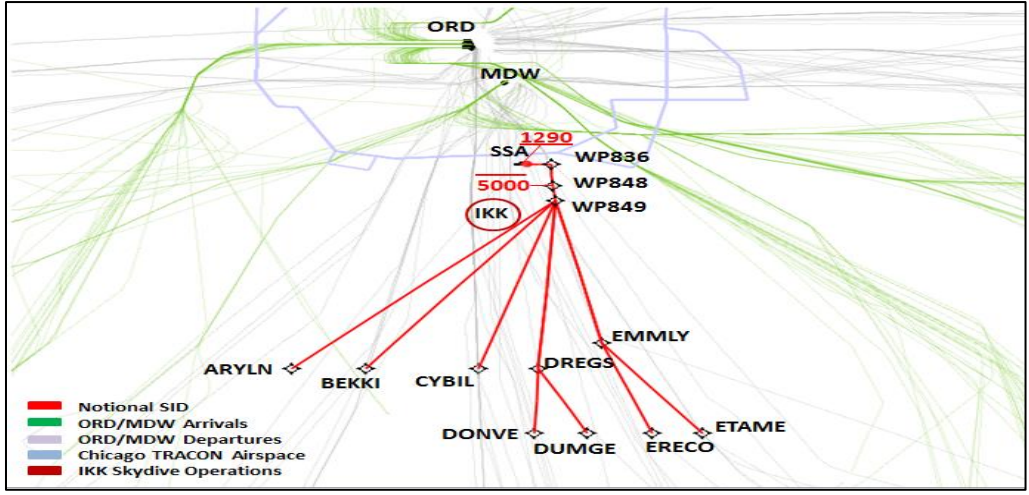 ORD
MDW
1290
SSA
WP836
5000
WP848
IKK
WP849
EMMLY
ARYLN
BEKKI
CYBIL
DREGS
DONVE
DUMGE
ERECO
ETAME
Notional SID
ORD/MDW Arrivals
ORD/MDW Departures
Chicago TRACON Airspace
IKK Skydive Operations